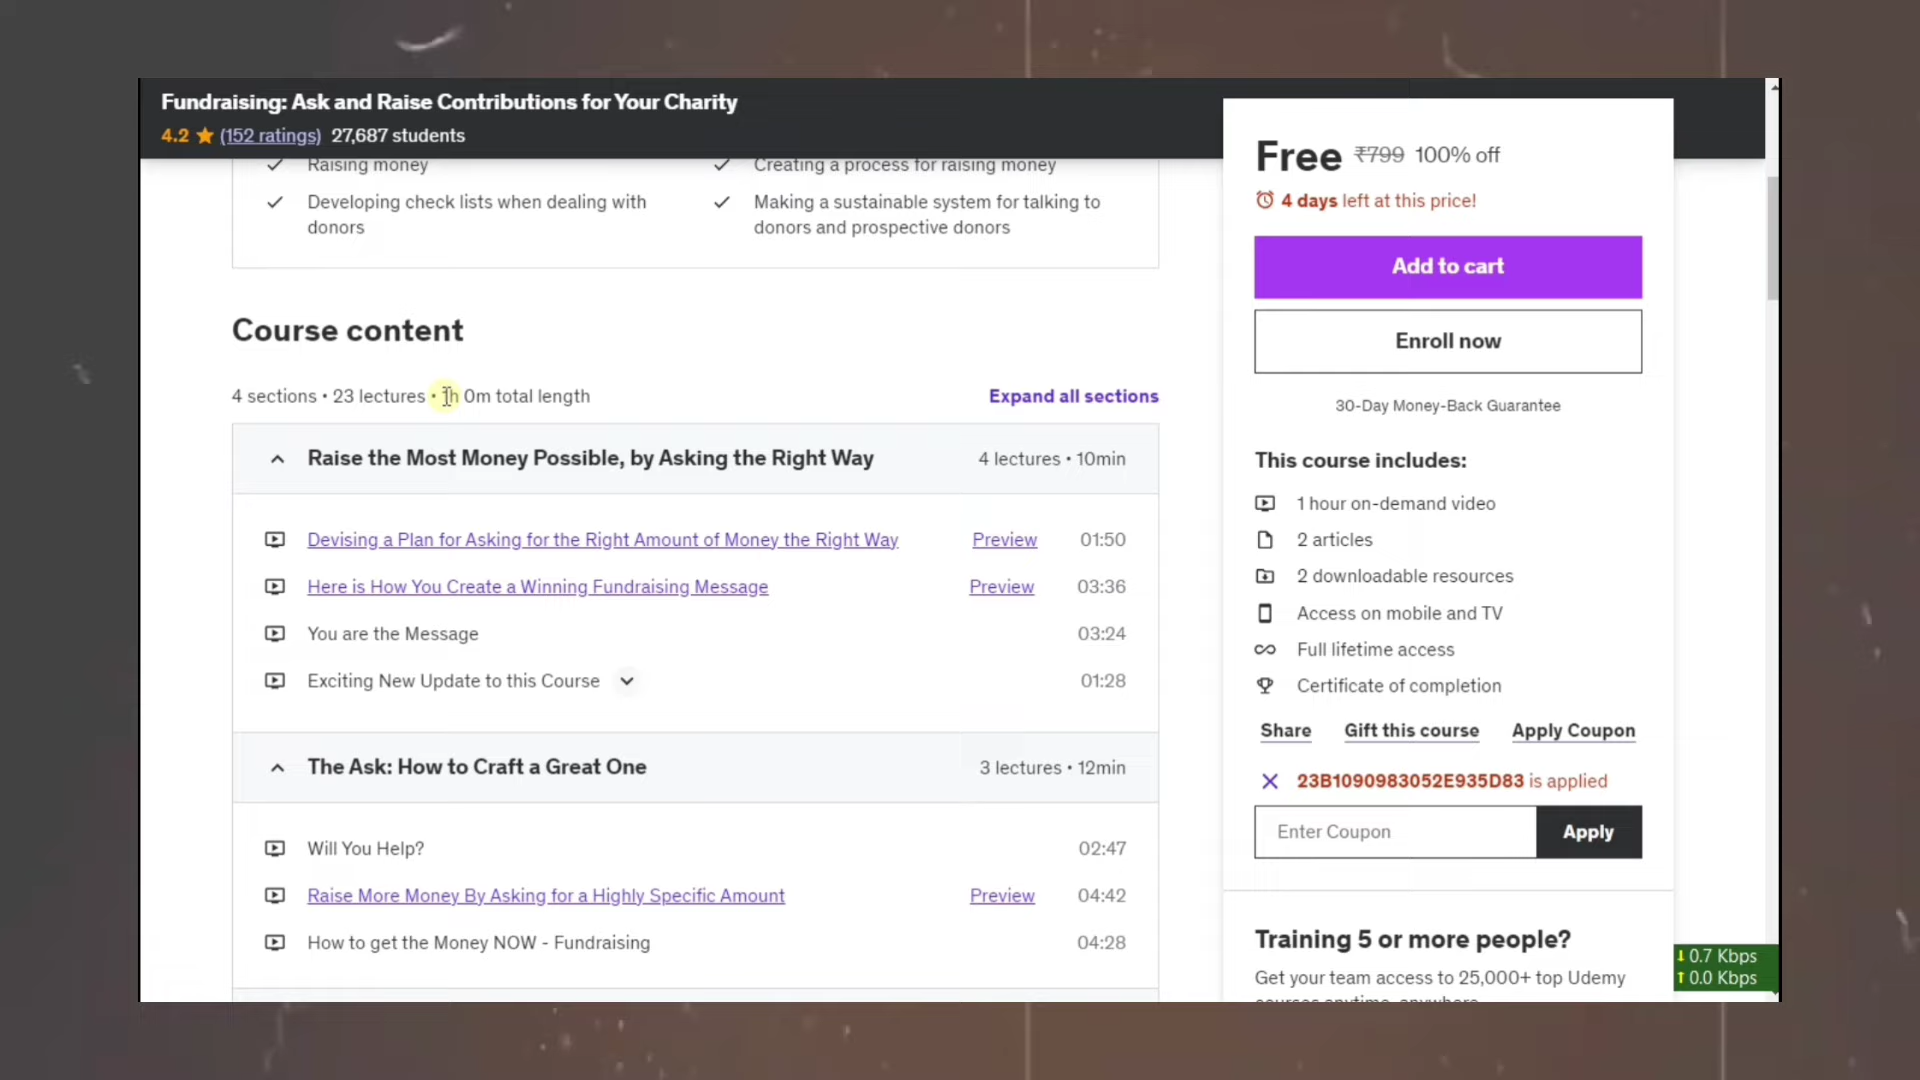 Fundraising: Ask and Raise Contributions for Your Charity
4.2 ★ (152 ratings) 27,687 students
Raising money
Creating a process for raising money
Developing check lists when dealing with
donors
Making a sustainable system for talking to
donors and prospective donors
Course content
4 sections • 23 lectures • 1h 0m total length
Expand all sections
Raise the Most Money Possible, by Asking the Right Way 4 lectures • 10min
Devising a Plan for Asking for the Right Amount of Money the Right Way Preview 01:50
Here is How You Create a Winning Fundraising Message Preview 03:36
You are the Message 03:24
Exciting New Update to this Course 01:28
The Ask: How to Craft a Great One 3 lectures • 12min
Will You Help? 02:47
Raise More Money By Asking for a Highly Specific Amount Preview 04:42
How to get the Money NOW - Fundraising 04:28
Free ₹799 100% off
4 days left at this price!
Add to cart
Enroll now
30-Day Money-Back Guarantee
This course includes:
1 hour on-demand video
2 articles
2 downloadable resources
Access on mobile and TV
Full lifetime access
Certificate of completion
Share Gift this course Apply Coupon
23B1090983052E935D83 is applied
Enter Coupon Apply
Training 5 or more people?
Get your team access to 25,000+ top Udemy
courses anytime, anywhere.
0.7 Kbps
0.0 Kbps